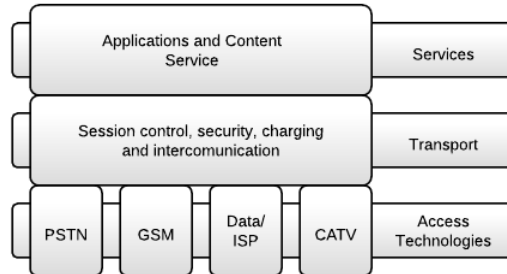 Applications and Content
Service
Services
Session control, security, charging
and intercomunication
Transport
PSTN
GSM
Data/
ISP
CATV
Access
Technologies